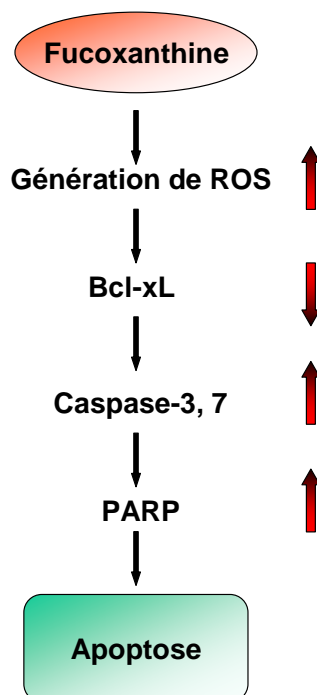 Fucoxanthine
Génération de ROS
Bcl-xL
Caspase-3, 7
PARP
Apoptose